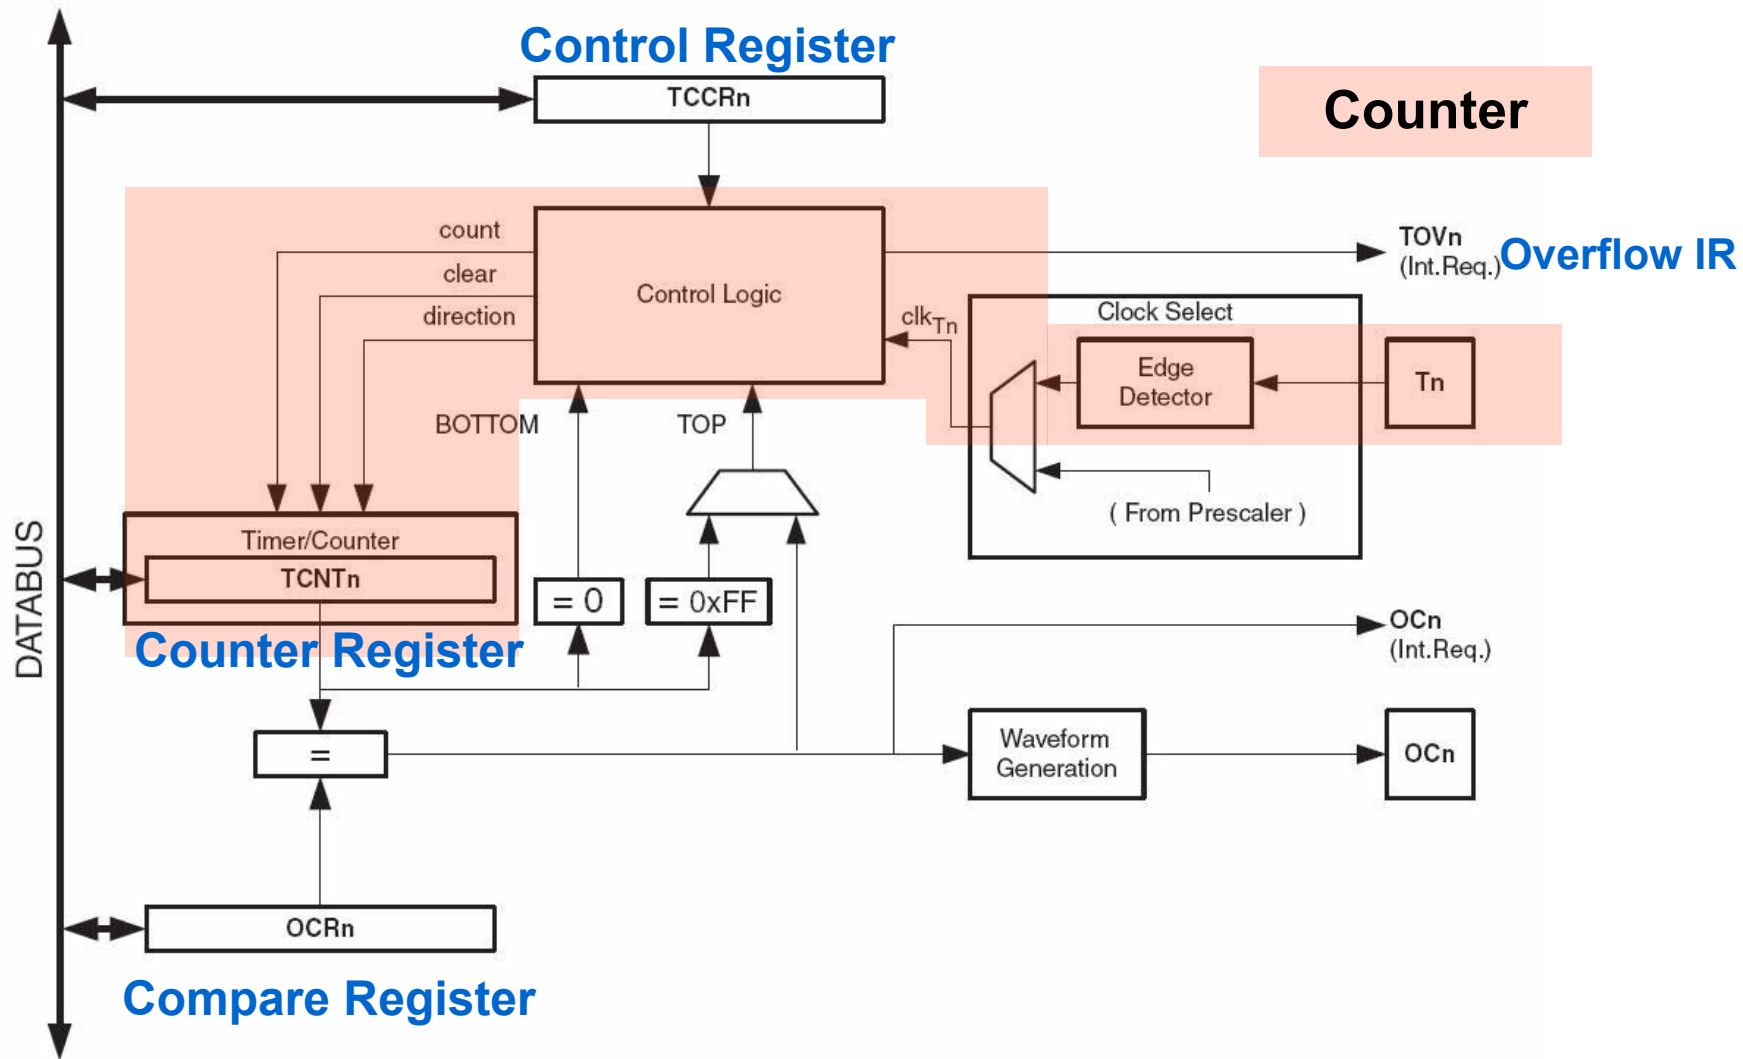 Control Register
TCCRn
Counter
count
clear
direction
Control Logic
TOVn
(Int.Req.)
Overflow IR
clkTn
Clock Select
Edge
Detector
Tn
BOTTOM
TOP
( From Prescaler )
DATABUS
Timer/Counter
TCNTn
= 0
= 0xFF
Counter Register
OCn
(Int.Req.)
=
Waveform
Generation
OCn
OCRn
Compare Register